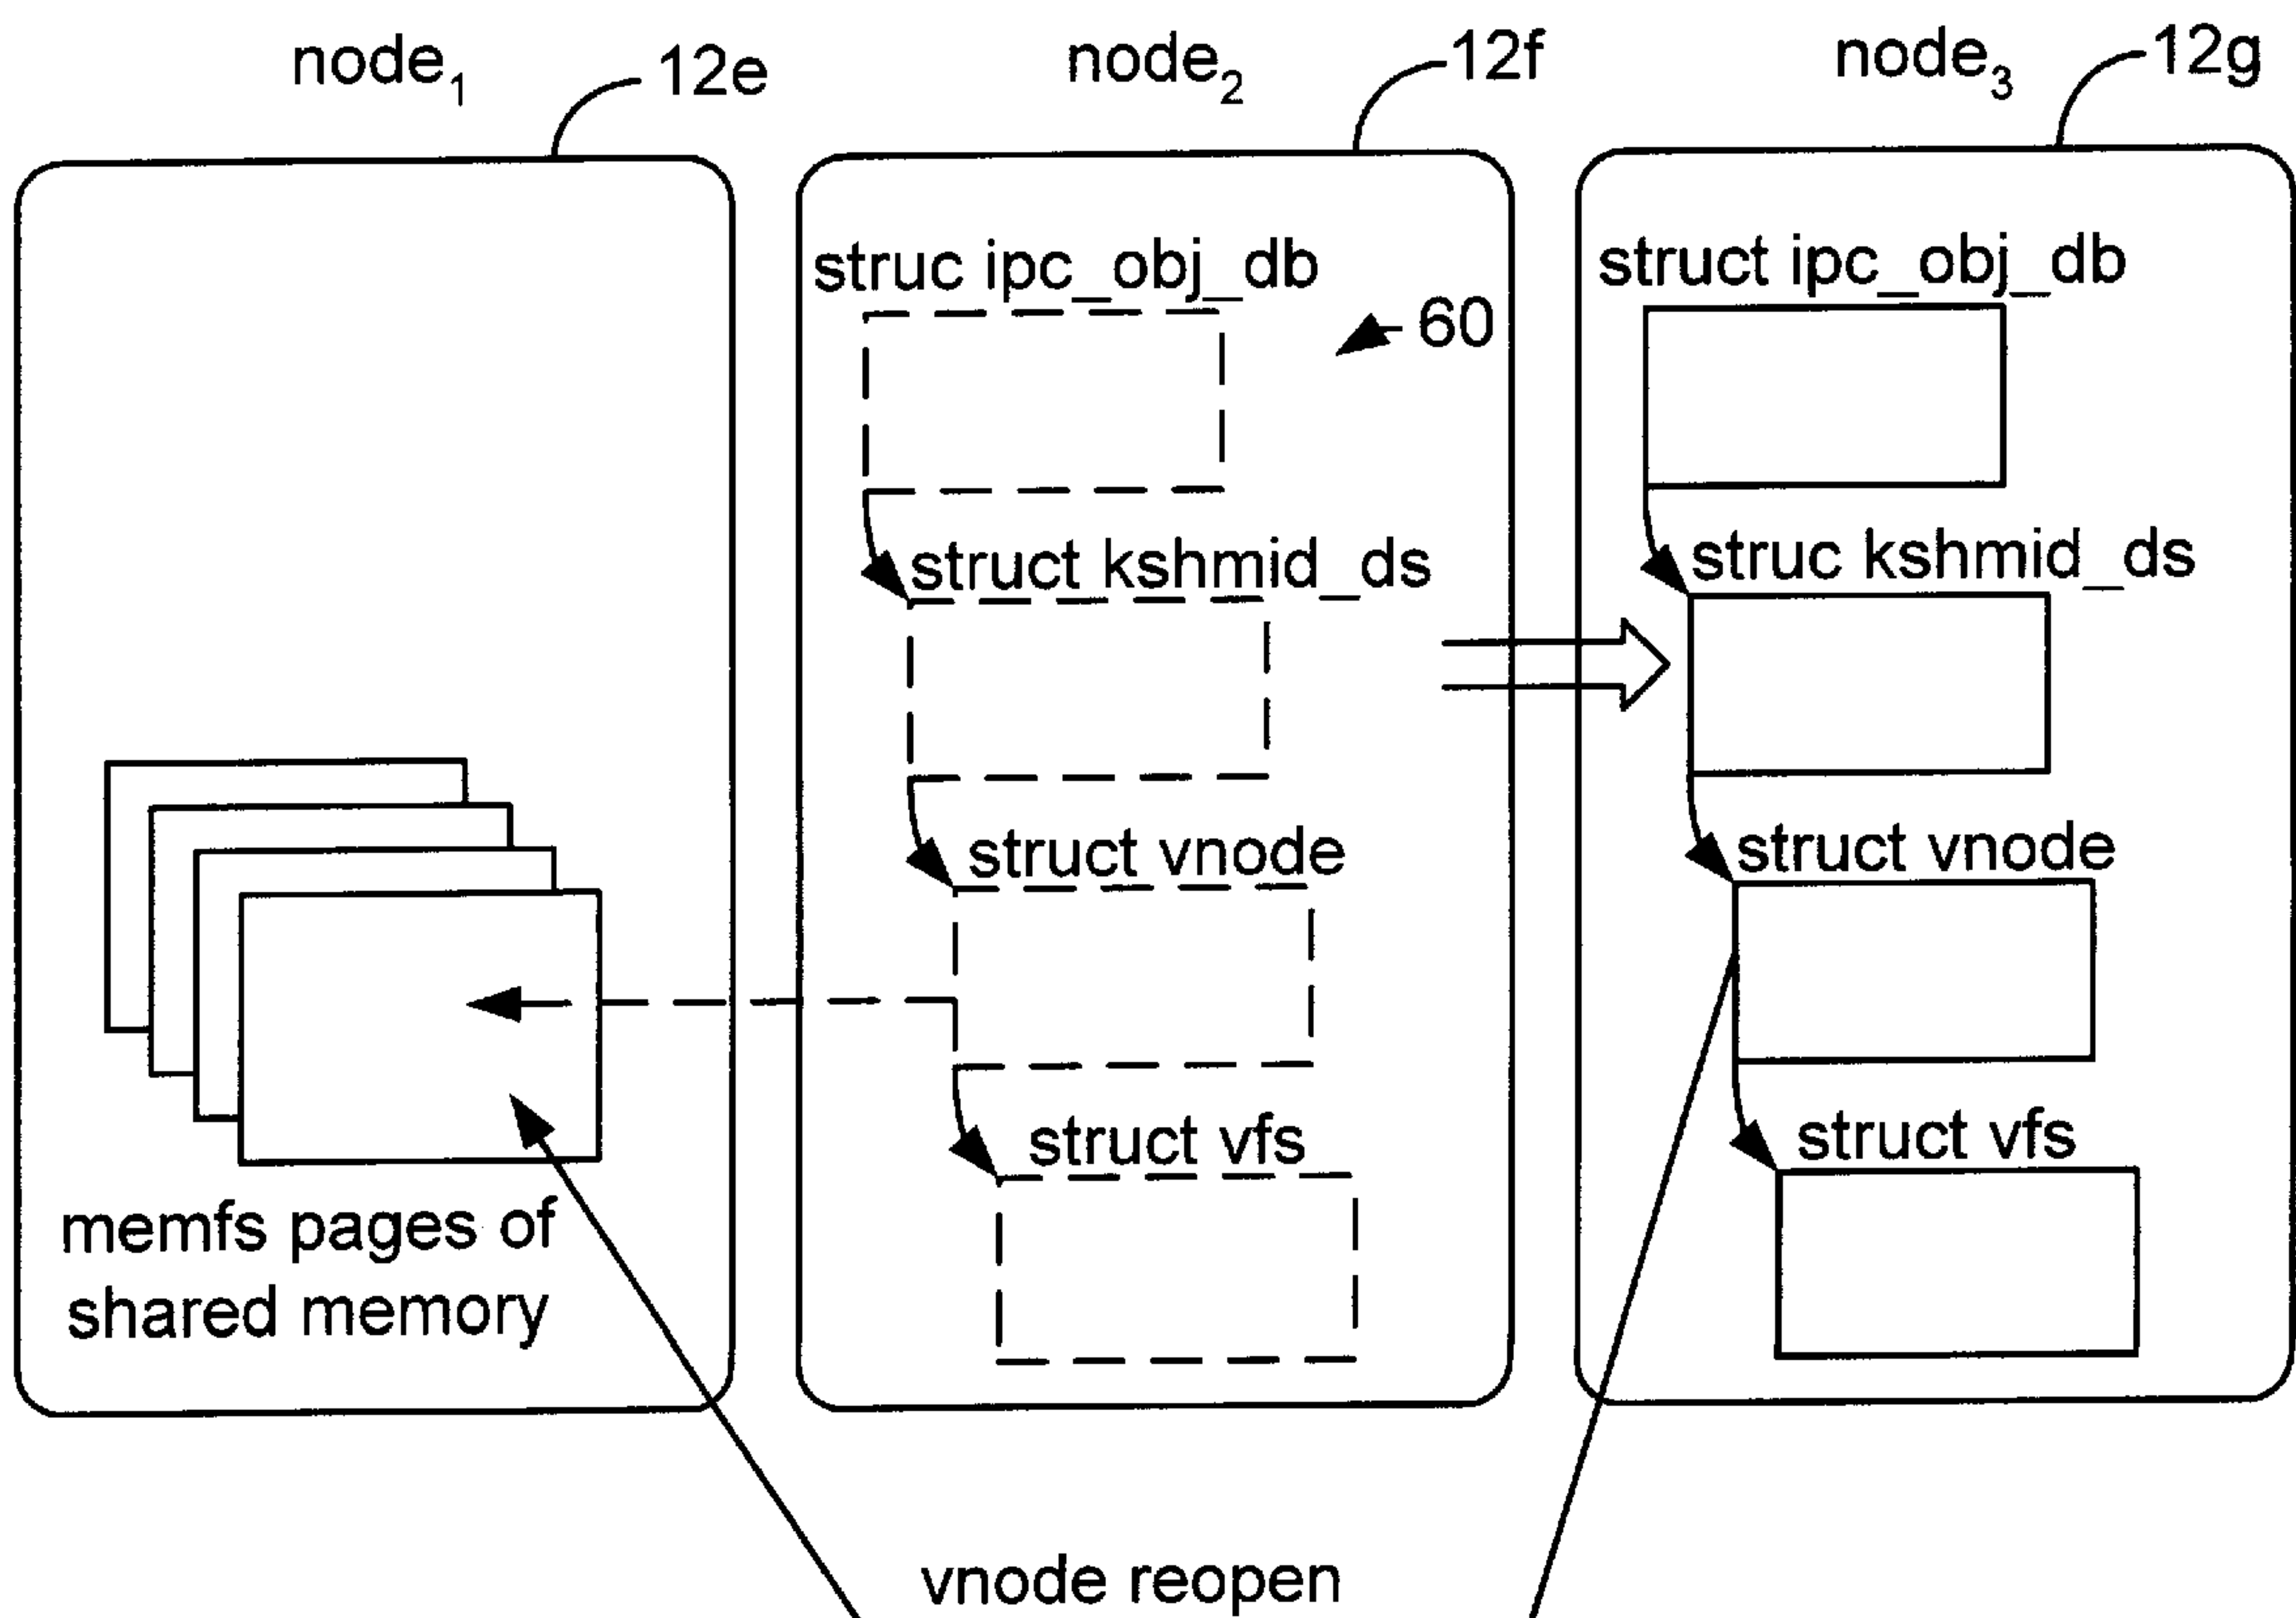 node₁
12e
node₂
12f
node₃
12g
struc ipc_obj_db
60
struct kshmid_ds
struct vnode
struct vfs
struct ipc_obj_db
struc kshmid_ds
struct vnode
struct vfs
memfs pages of
shared memory
vnode reopen